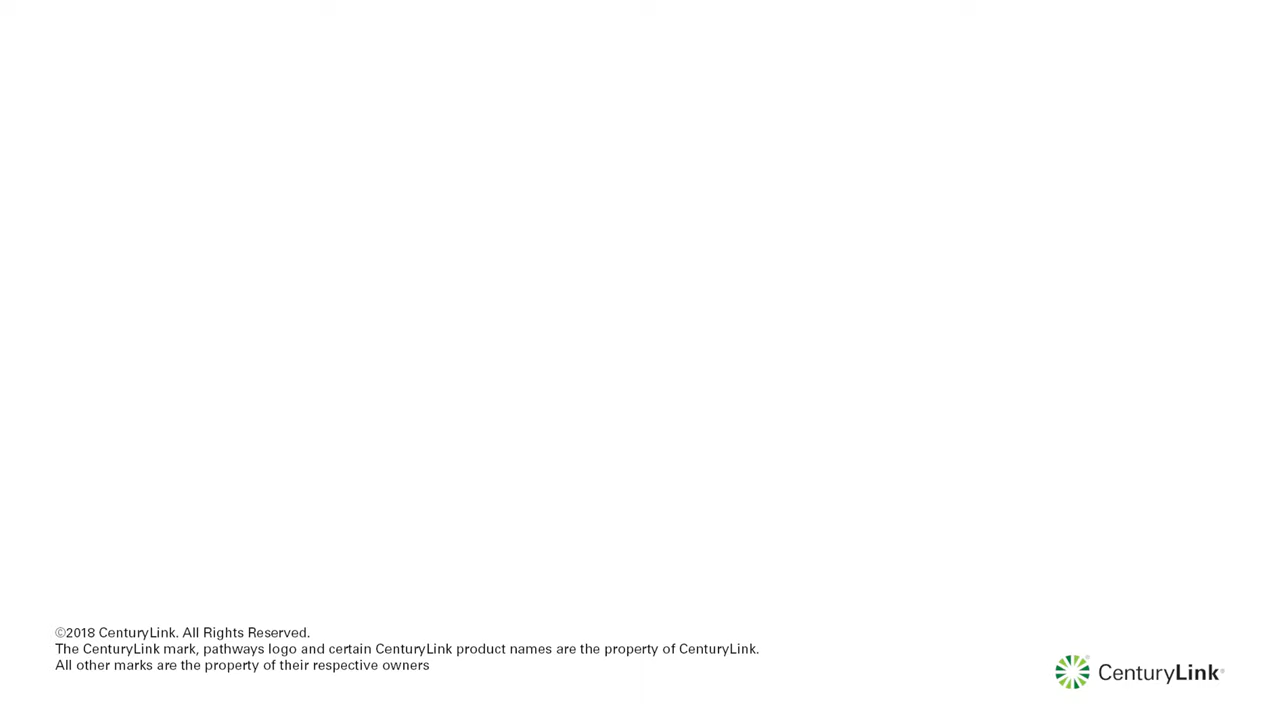 ©2018 CenturyLink. All Rights Reserved.
The CenturyLink mark, pathways logo and certain CenturyLink product names are the property of CenturyLink.
All other marks are the property of their respective owners
CenturyLink®